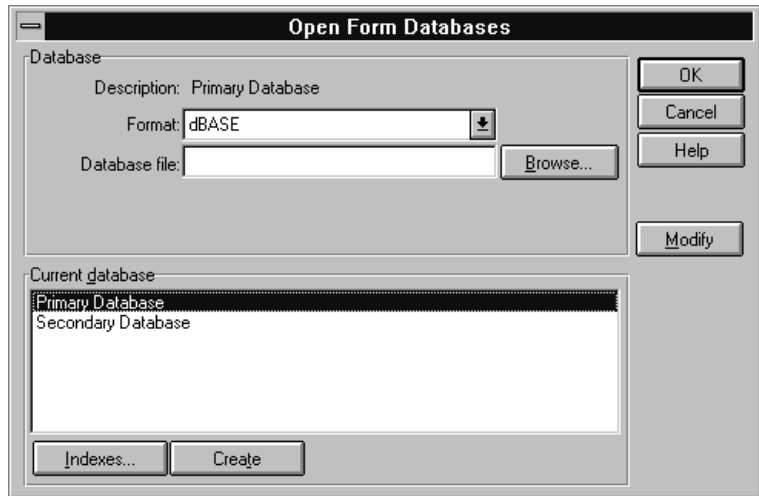 Open Form Databases
Database
Description: Primary Database
Format: dBASE
Database file:
Browse...
OK
Cancel
Help
Modify
Current database
Primary Database
Secondary Database
Indexes...
Create